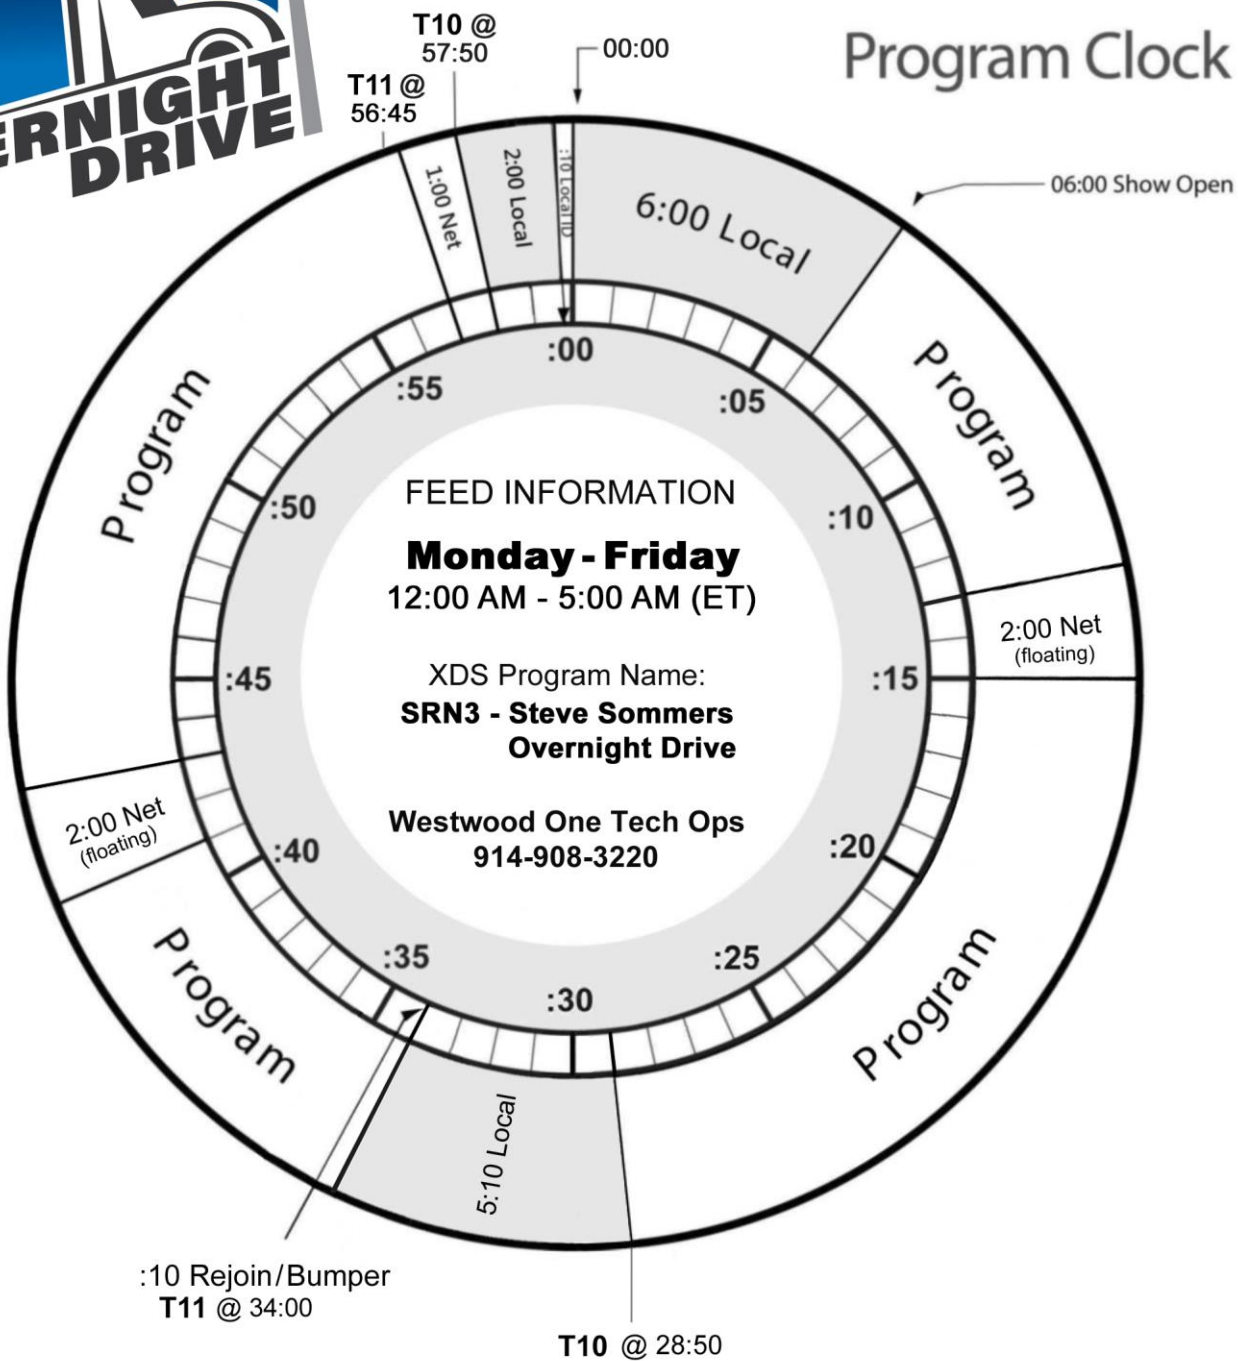 ERNIGHT
DRIVE
Program Clock
T10 @
57:50
00:00
T11 @
56:45
06:00 Show Open
1:00 Net
2:00 Local
:10 Local ID
6:00 Local
Program
2:00 Net
(floating)
Program
5:10 Local
Program
2:00 Net
(floating)
Program
:00
:05
:10
:15
:20
:25
:30
:35
:40
:45
:50
:55
FEED INFORMATION
Monday - Friday
12:00 AM - 5:00 AM (ET)
XDS Program Name:
SRN3 - Steve Sommers
Overnight Drive
Westwood One Tech Ops
914-908-3220
:10 Rejoin/Bumper
T11 @ 34:00
T10 @ 28:50